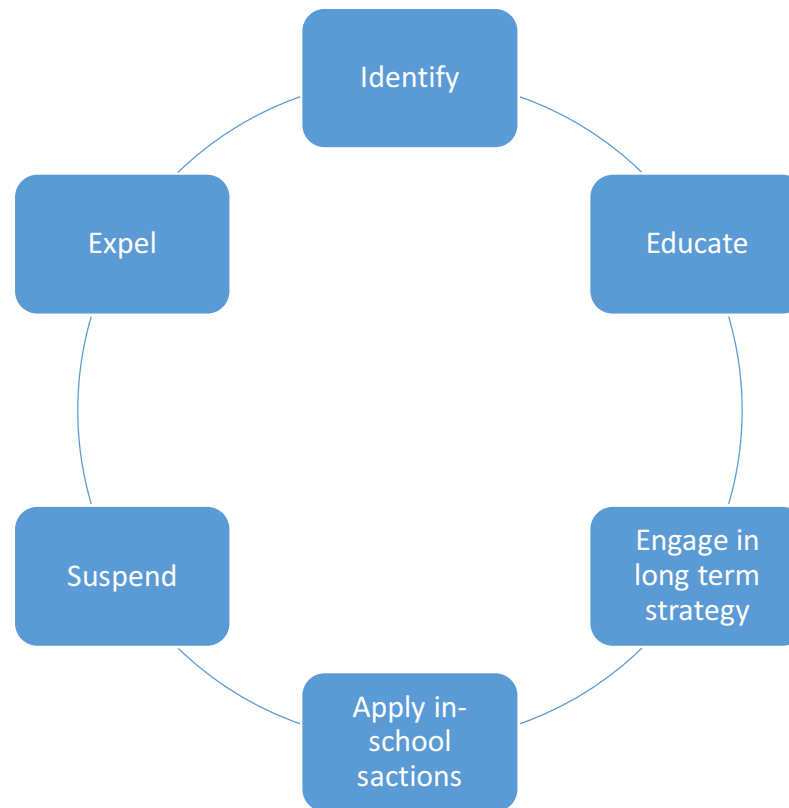 Identify
Educate
Engage in
long term
strategy
Apply in-
school
sactions
Suspend
Expel